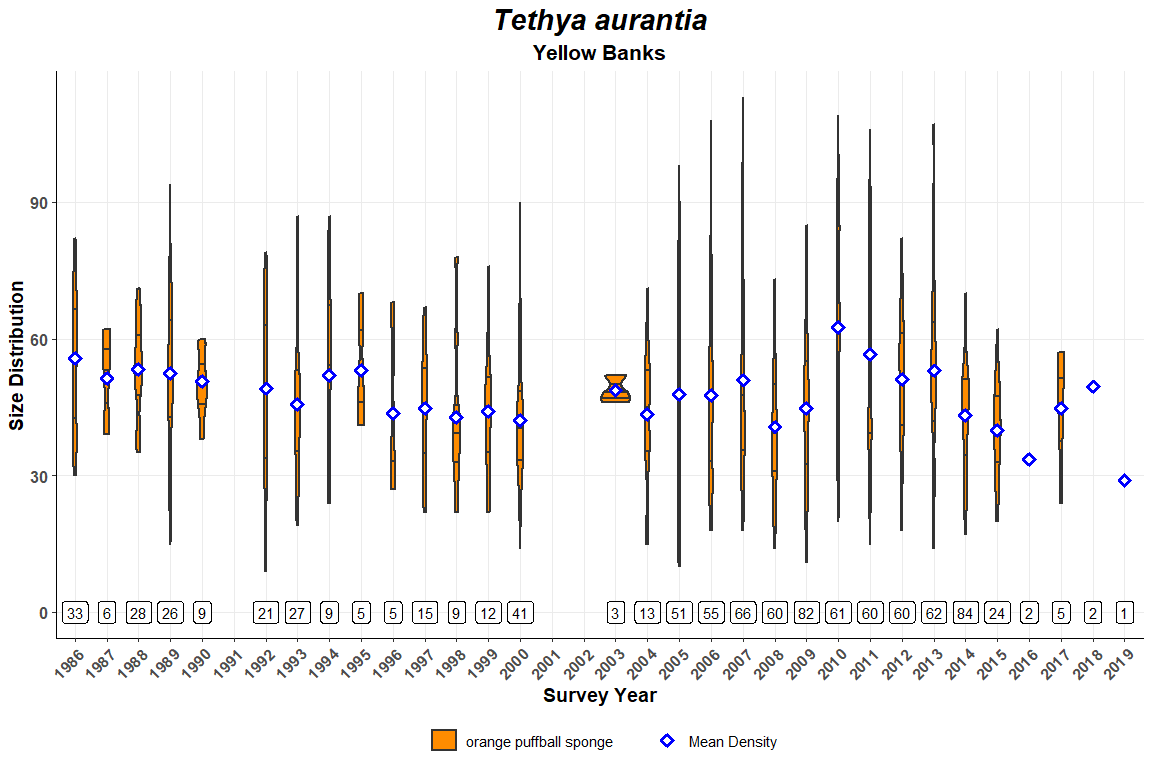 Tethya aurantia
Yellow Banks
Size Distribution
90
60
30
0
33 6 28 26 9 21 27 9 5 5 15 9 12 41 3 13 51 55 66 60 82 61 60 60 62 84 24 2 5 2 1
1986 1987 1988 1989 1990 1991 1992 1993 1994 1995 1996 1997 1998 1999 2000 2001 2002 2003 2004 2005 2006 2007 2008 2009 2010 2011 2012 2013 2014 2015 2016 2017 2018 2019
Survey Year
orange puffball sponge Mean Density